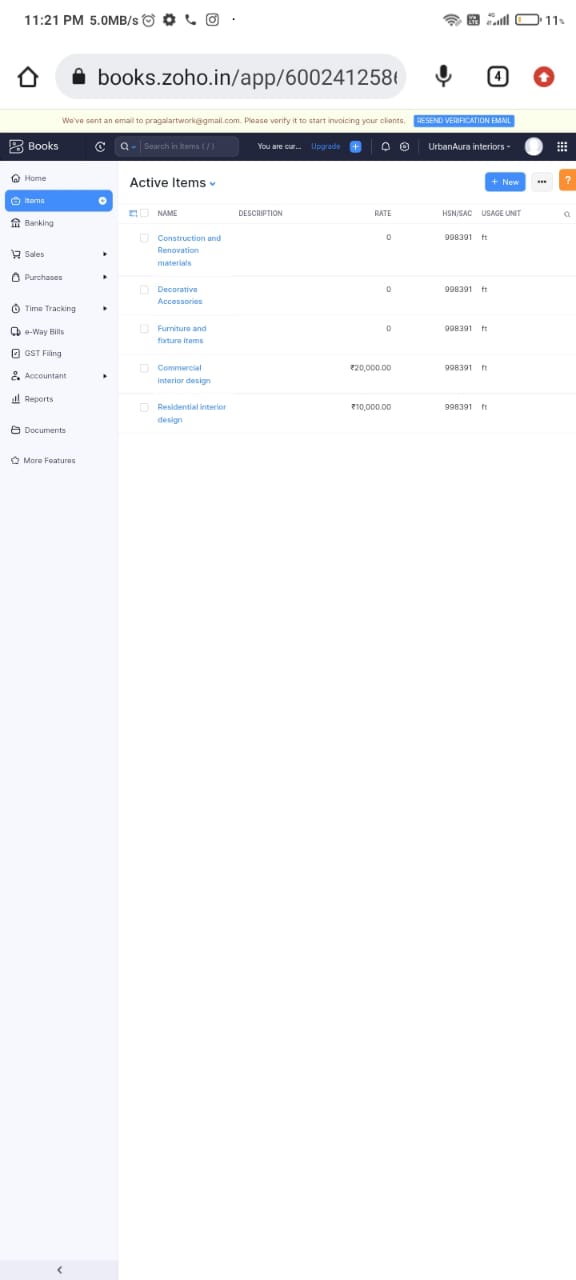 11:21 PM 5.0MB/s
11%
books.zoho.in/app/600241258
4
We've sent an email to pragalartwork@gmail.com. Please verify it to start invoicing your clients. RESEND VERIFICATION EMAIL
Books
Search in Items ( / )
You are cur... Upgrade
UrbanAura interiors
Home
Items
Banking
Sales
Purchases
Time Tracking
e-Way Bills
GST Filing
Accountant
Reports
Documents
More Features
Active Items
+ New
?
NAME DESCRIPTION RATE HSN/SAC USAGE UNIT
Construction and 0 998391 ft
Renovation
materials
Decorative 0 998391 ft
Accessories
Furniture and 0 998391 ft
fixture items
Commercial ₹20,000.00 998391 ft
interior design
Residential interior ₹10,000.00 998391 ft
design